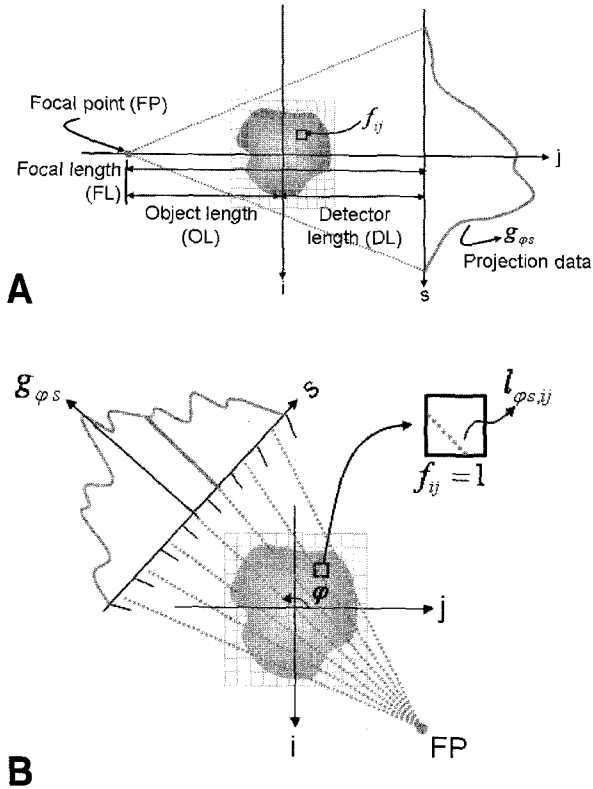 Focal point (FP)
f_ij
j
Focal length
(FL)
Object length
(OL)
Detector
length (DL)
g_φs
Projection data
i
s
A
g_φs
s
l_φs,ij
f_ij = 1
φ
j
i
FP
B